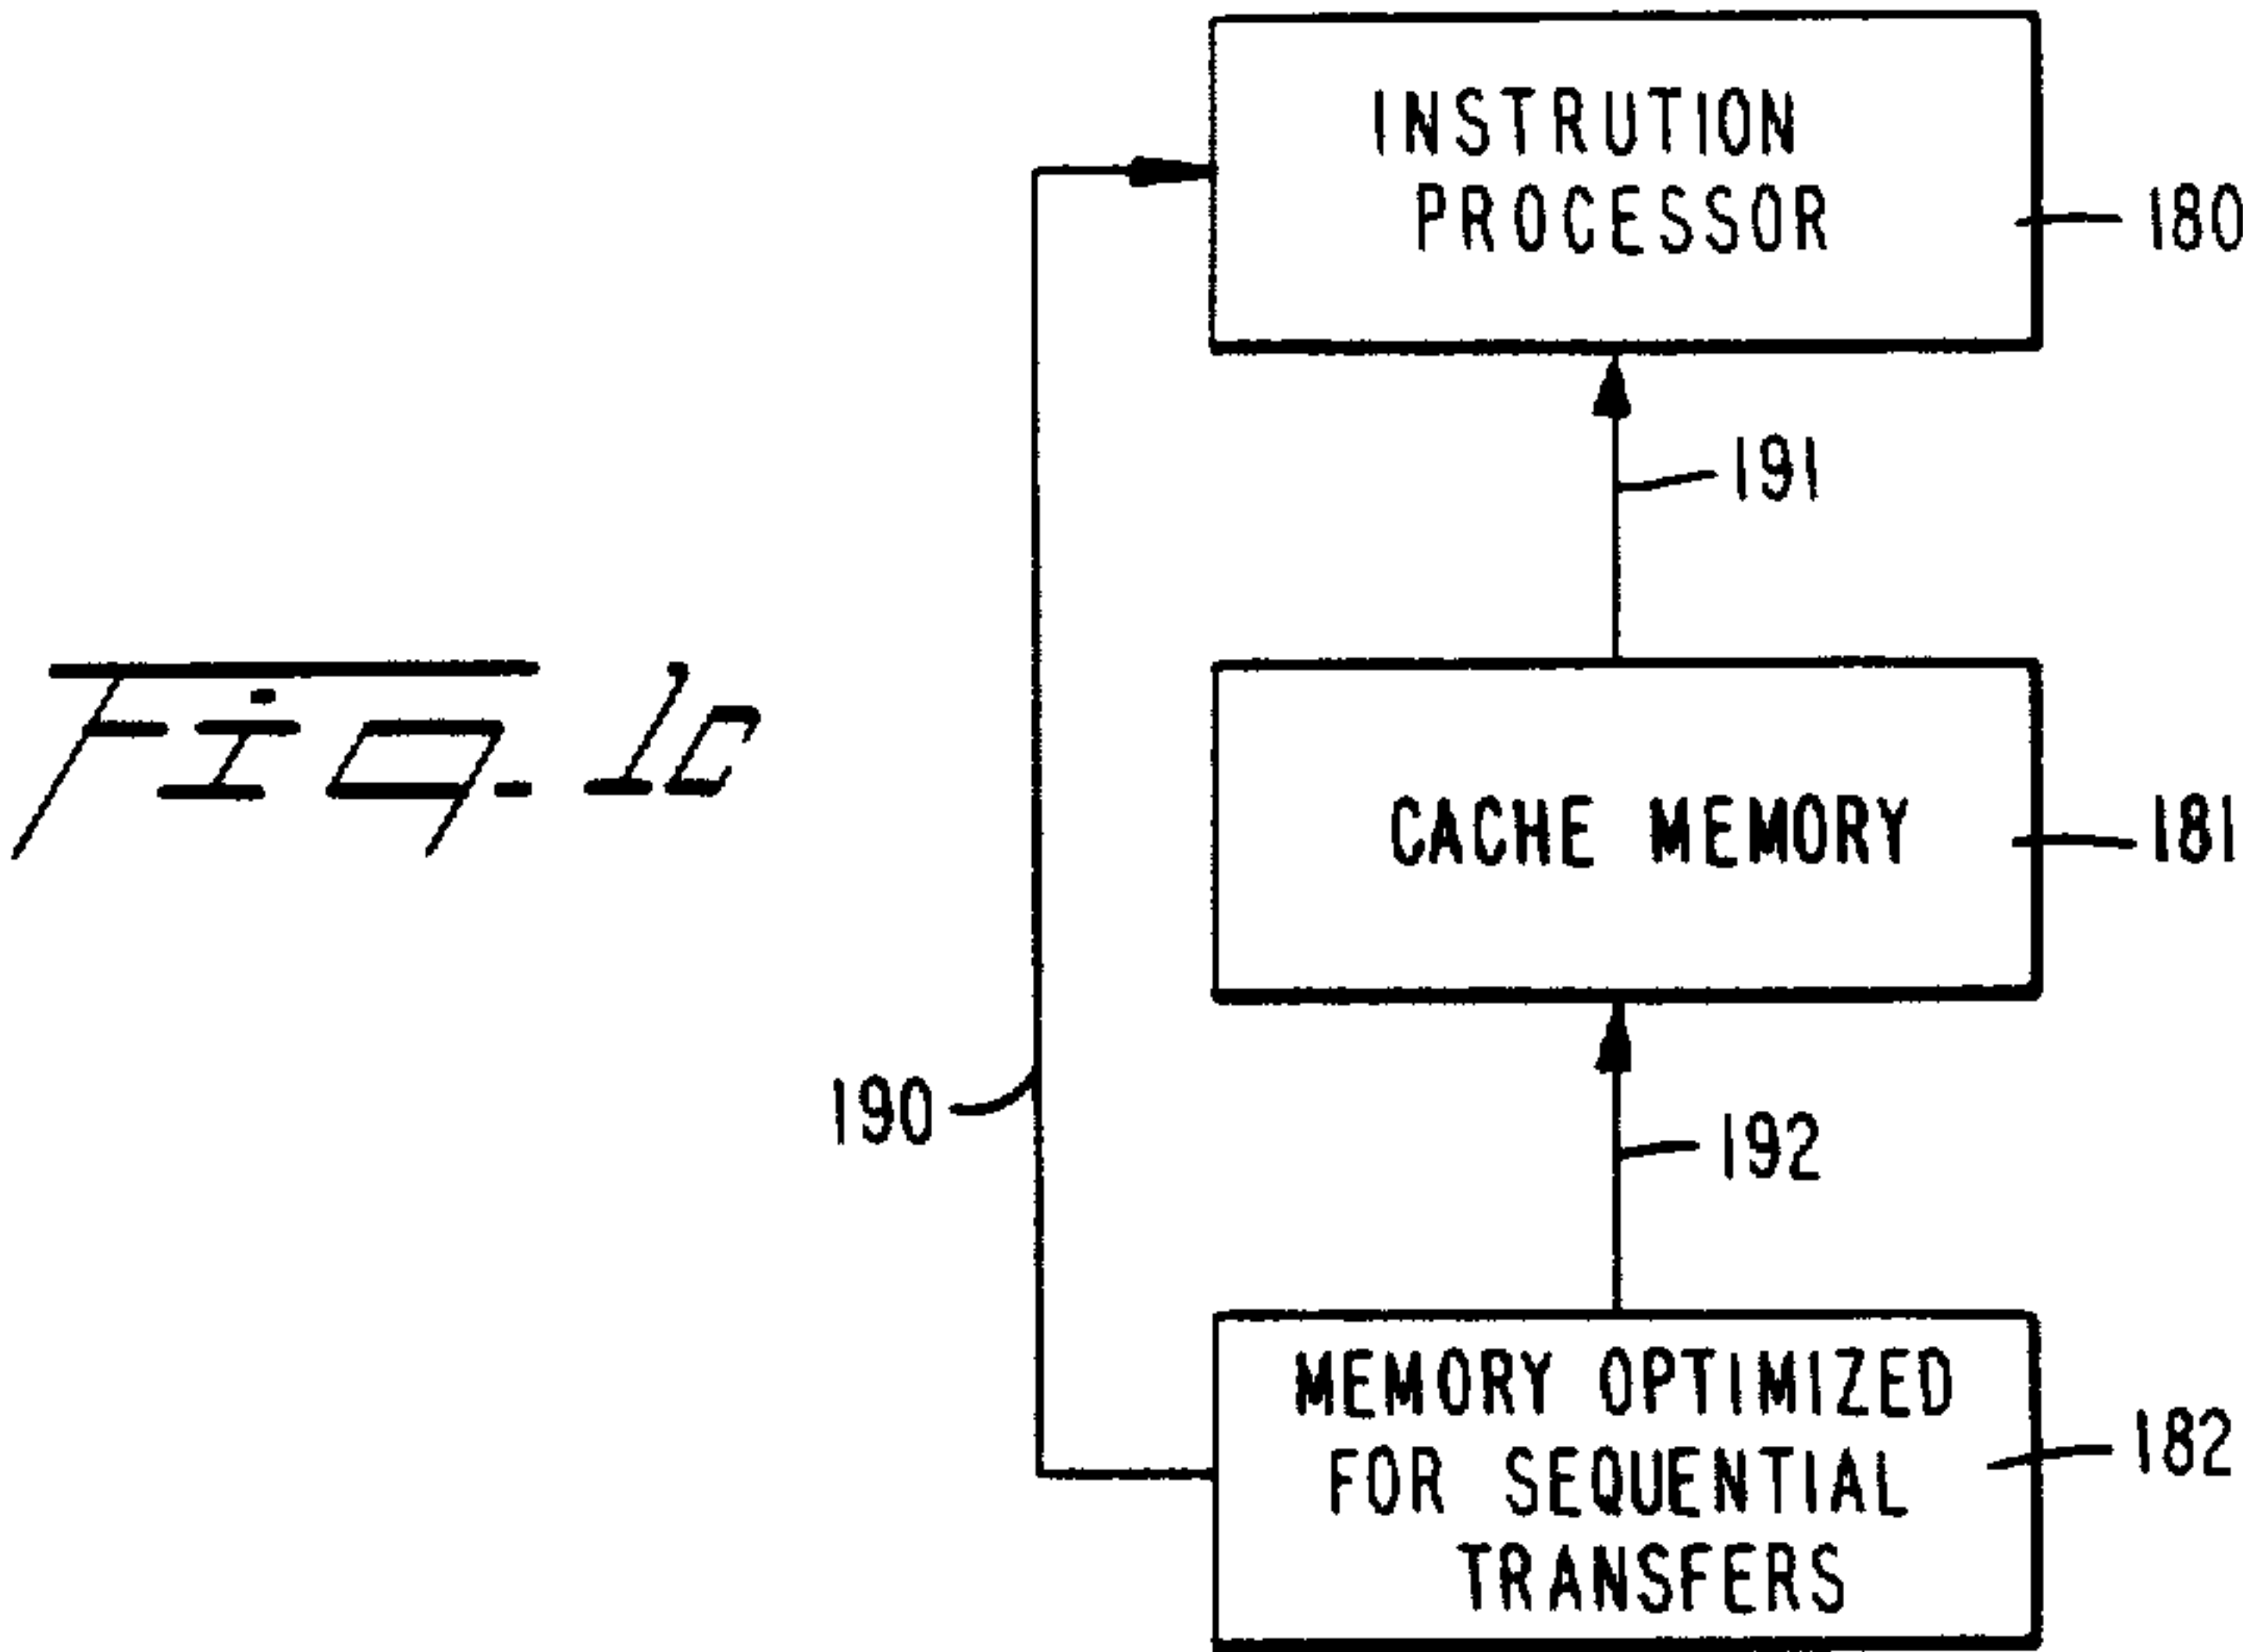 INSTRUTION
PROCESSOR
180
191
Fig. 1c
CACHE MEMORY
181
190
192
MEMORY OPTIMIZED
FOR SEQUENTIAL
TRANSFERS
182